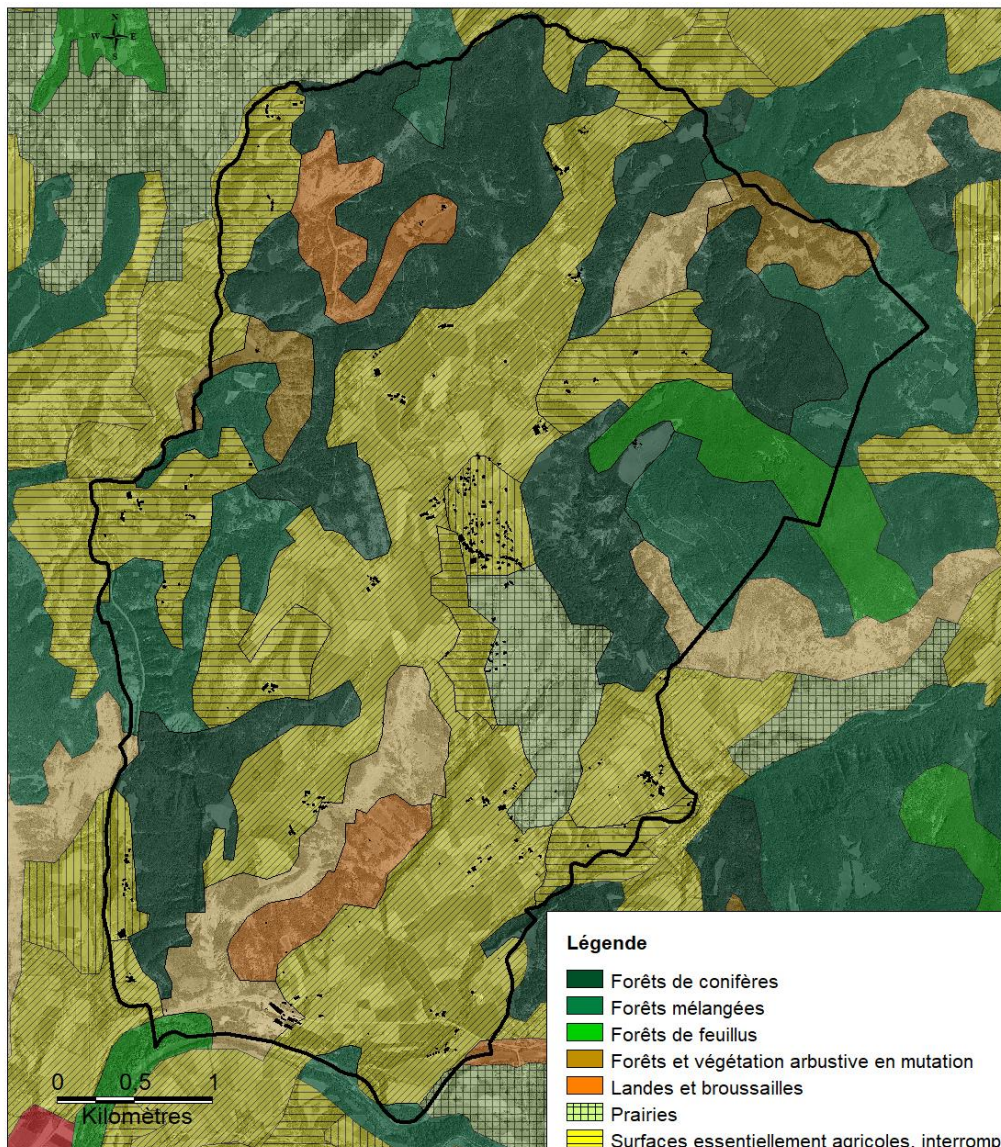 N
W E
S
0 0.5 1
Kilomètres
Légende
Forêts de conifères
Forêts mélangées
Forêts de feuillus
Forêts et végétation arbustive en mutation
Landes et broussailles
Prairies
Surfaces essentiellement agricoles, interromp